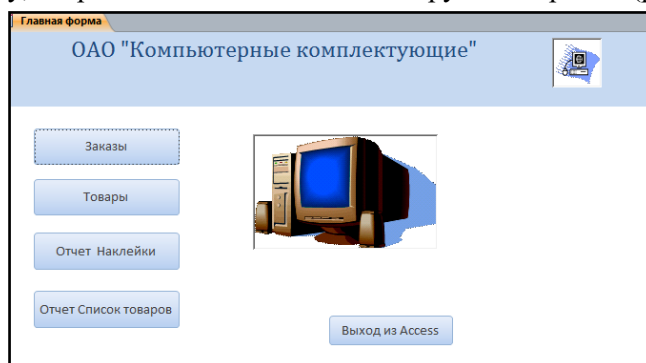 Главная форма
ОАО "Компьютерные комплектующие"
Заказы
Товары
Отчет Наклейки
Отчет Список товаров
Выход из Access